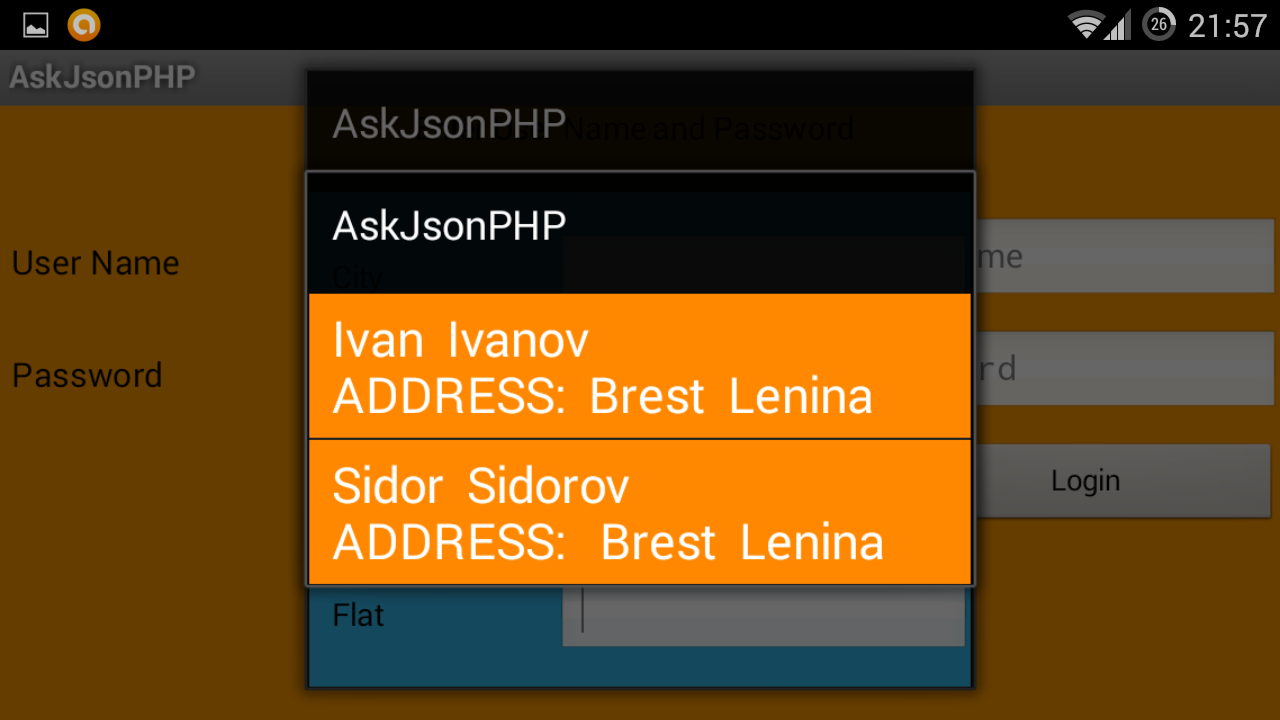 26 21:57
AskJsonPHP
AskJsonPHP
Name and Password
AskJsonPHP
City
User Name
me
Ivan Ivanov
ADDRESS: Brest Lenina
Password
rd
Sidor Sidorov
ADDRESS: Brest Lenina
Login
Flat